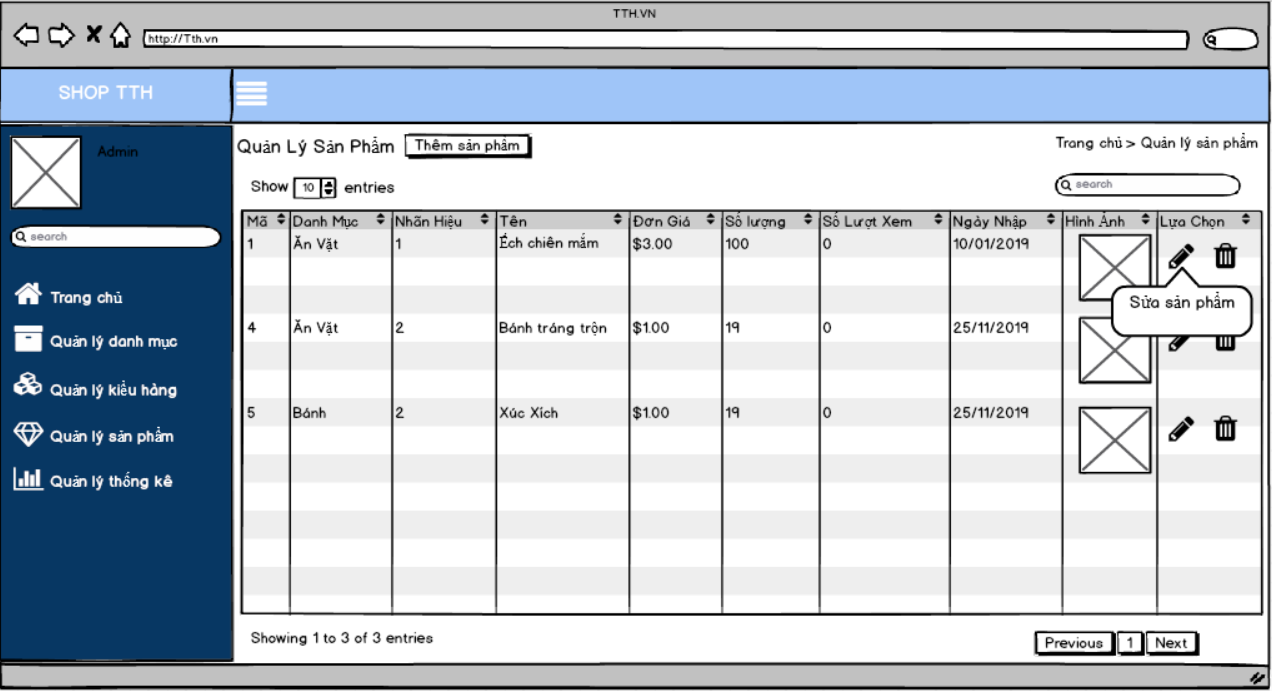 TTH.VN
http://Tth.vn
SHOP TTH
Admin
search
Trang chủ
Quản lý danh mục
Quản lý kiểu hàng
Quản lý sản phẩm
Quản lý thống kê
Quản Lý Sản Phẩm Thêm sản phẩm
Trang chủ > Quản lý sản phẩm
Show 10 entries
search
Mã Danh Mục Nhãn Hiệu Tên Đơn Giá Số lượng Số Lượt Xem Ngày Nhập Hình Ảnh Lựa Chọn
1 Ăn Vặt 1 Ếch chiên mắm $3.00 100 0 10/01/2019
Sửa sản phẩm
4 Ăn Vặt 2 Bánh tráng trộn $1.00 19 0 25/11/2019
5 Bánh 2 Xúc Xích $1.00 19 0 25/11/2019
Showing 1 to 3 of 3 entries
Previous 1 Next